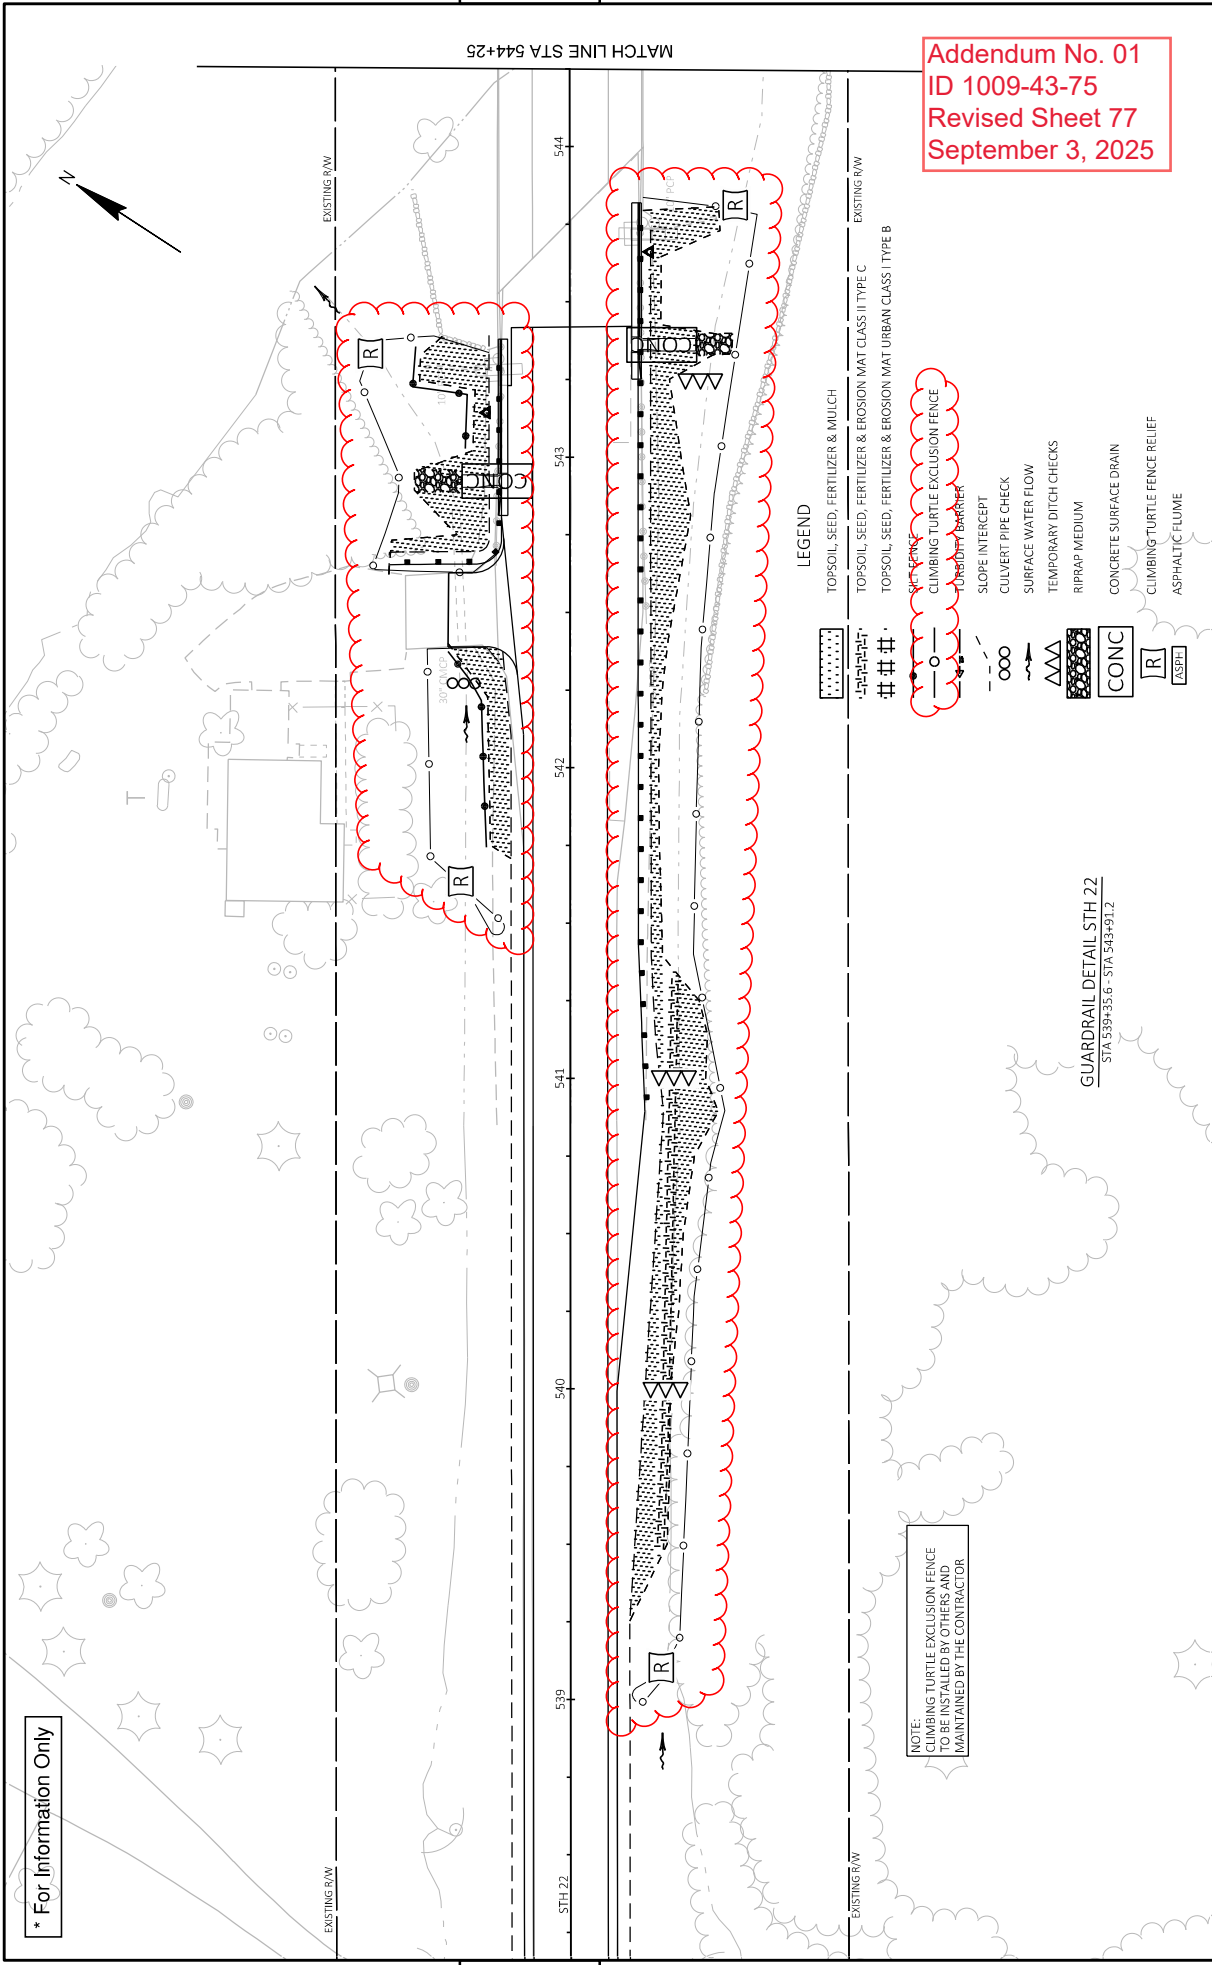 Addendum No. 01
ID 1009-43-75
Revised Sheet 77
September 3, 2025
MATCH LINE STA 544+25
* For Information Only
EXISTING R/W
EXISTING R/W
EXISTING R/W
EXISTING R/W
N
STH 22
539
540
541
542
543
544
R
R
R
R
CONC
CONC
30" CMCP
LEGEND
TOPSOIL, SEED, FERTILIZER & MULCH
TOPSOIL, SEED, FERTILIZER & EROSION MAT CLASS II TYPE C
TOPSOIL, SEED, FERTILIZER & EROSION MAT URBAN CLASS I TYPE B
SILT FENCE
CLIMBING TURTLE EXCLUSION FENCE
TURBIDITY BARRIER
SLOPE INTERCEPT
CULVERT PIPE CHECK
SURFACE WATER FLOW
TEMPORARY DITCH CHECKS
RIPRAP MEDIUM
CONC CONCRETE SURFACE DRAIN
R CLIMBING TURTLE FENCE RELIEF
ASPH ASPHALTIC FLUME
GUARDRAIL DETAIL STH 22
STA 539+35.6 - STA 543+91.2
NOTE:
CLIMBING TURTLE EXCLUSION FENCE
TO BE INSTALLED BY OTHERS AND
MAINTAINED BY THE CONTRACTOR